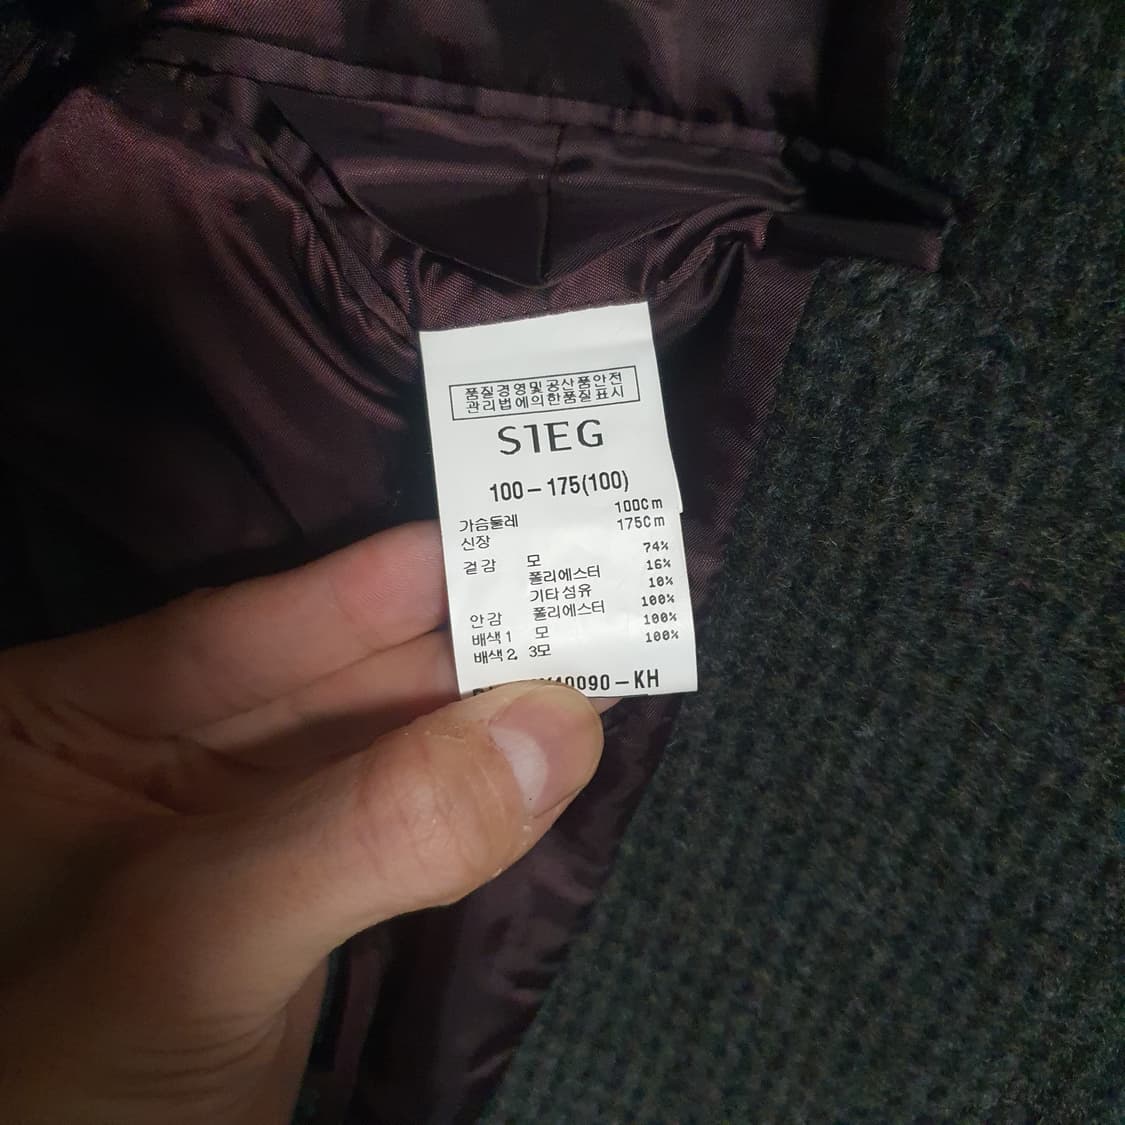 품질경영및공산품안전
관리법에의한품질표시
SIEG
100-175(100)
가슴둘레 100Cm
신장 175Cm
겉감 모 74%
폴리에스터 16%
기타섬유 10%
안감 폴리에스터 100%
배색1 모 100%
배색2, 3모 100%
10090-KH